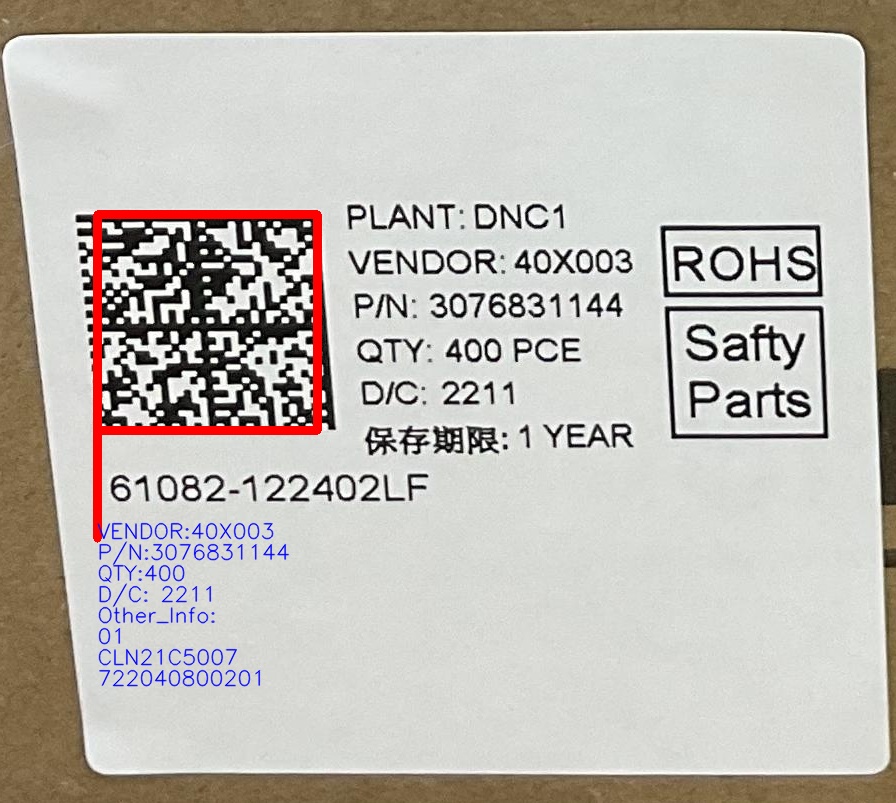 PLANT: DNC1
VENDOR: 40X003
P/N: 3076831144
QTY: 400 PCE
D/C: 2211
保存期限: 1 YEAR
ROHS
Safty
Parts
61082-122402LF
VENDOR:40X003
P/N:3076831144
QTY:400
D/C: 2211
Other_Info:
01
CLN21C5007
722040800201